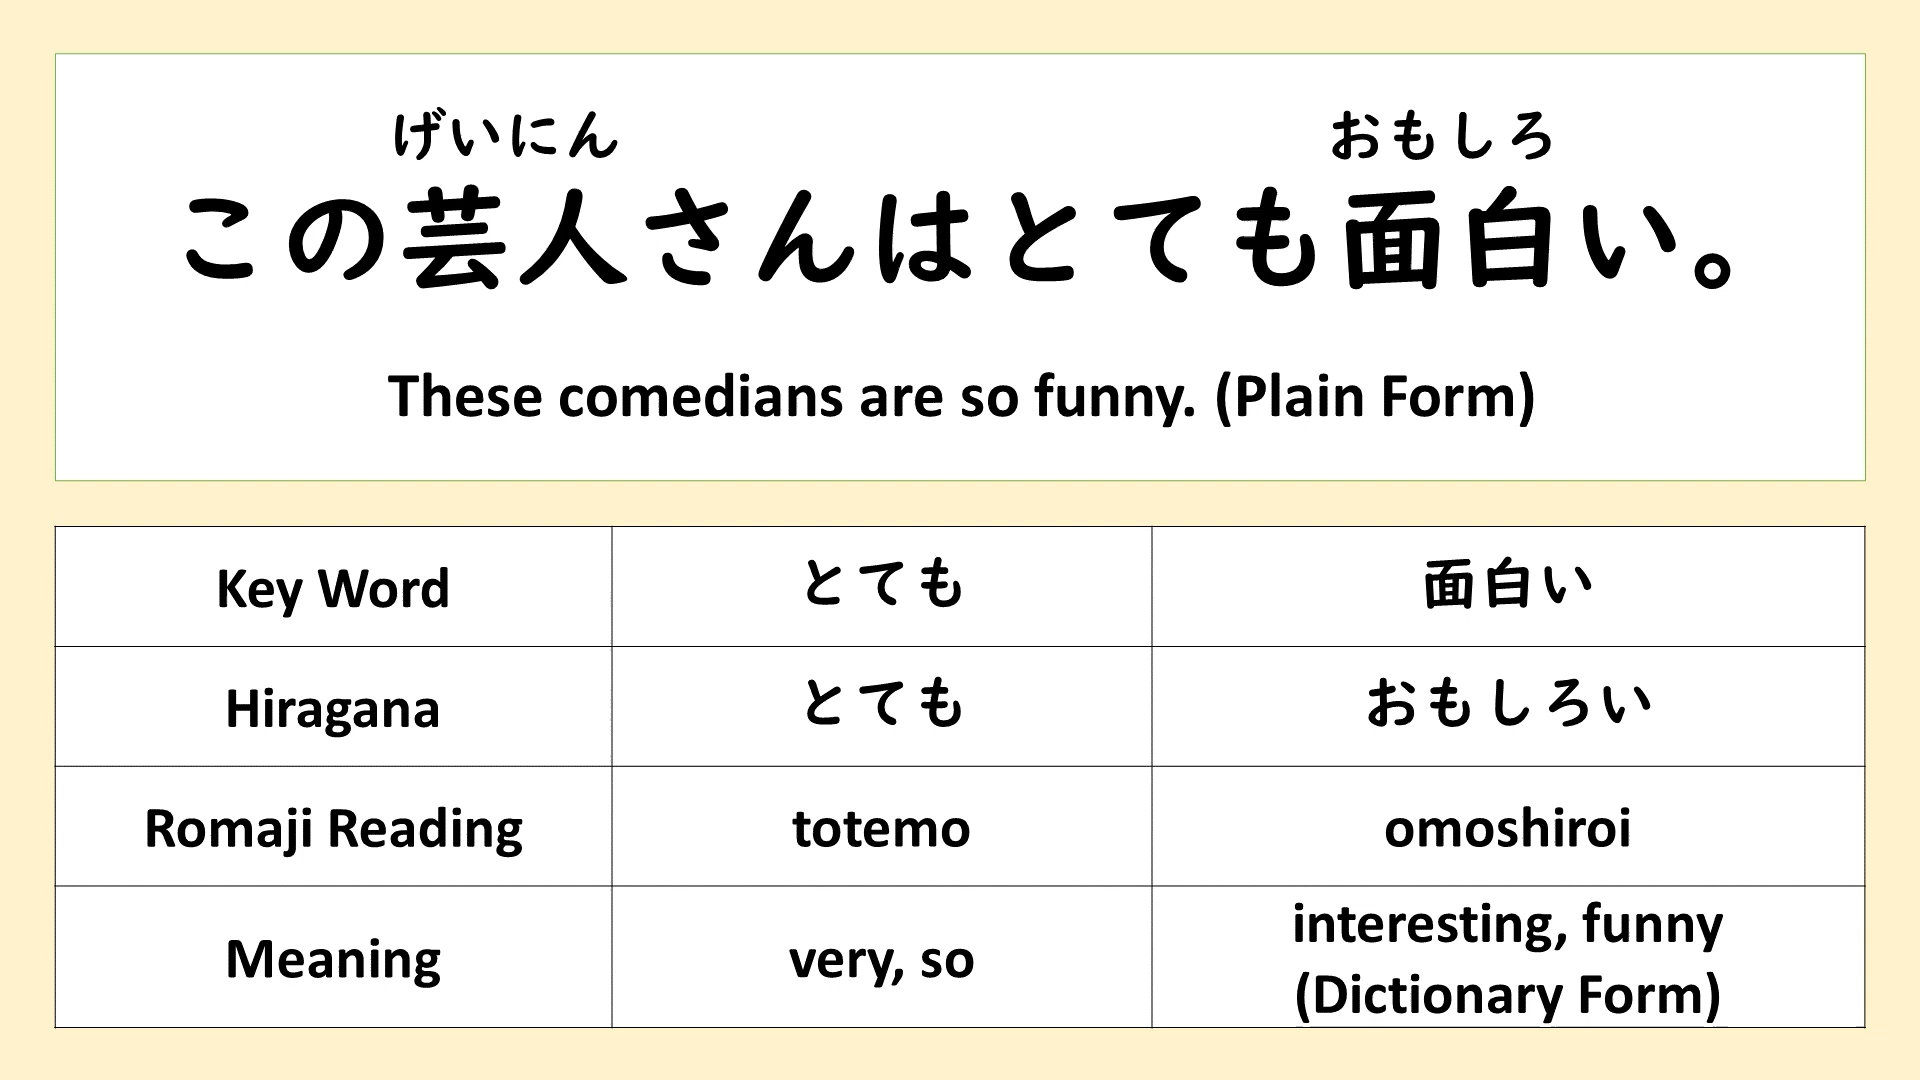 げいにん おもしろ
この芸人さんはとても面白い。
These comedians are so funny. (Plain Form)
Key Word とても 面白い
Hiragana とても おもしろい
Romaji Reading totemo omoshiroi
Meaning very, so interesting, funny
(Dictionary Form)